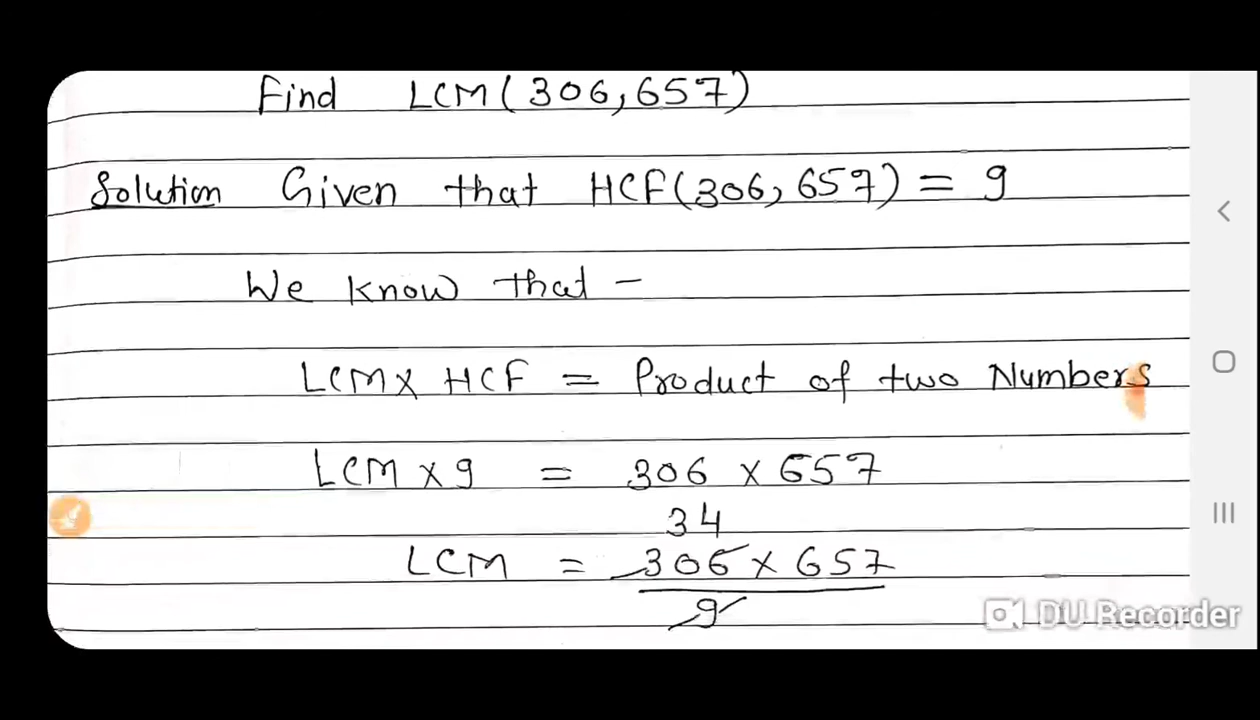 Find LCM(306,657)
Solution Given that HCF(306,657) = 9
We know that -
LCM X HCF = Product of two Numbers
LCM X 9 = 306 X 657
34
LCM = 306 X 657
9
DU Recorder